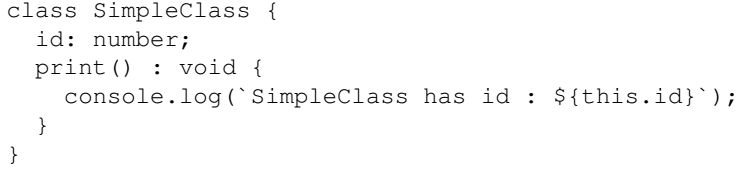 class SimpleClass {
  id: number;
  print() : void {
    console.log(`SimpleClass has id : ${this.id}`);
  }
}